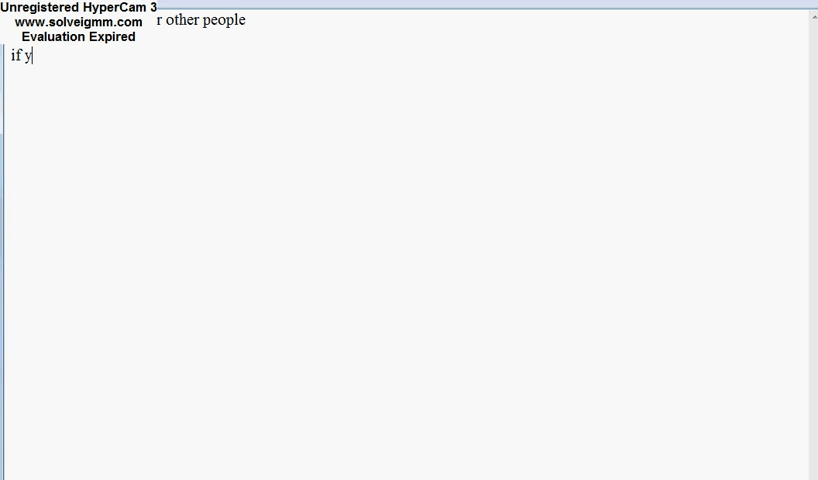 Unregistered HyperCam 3
www.solveigmm.com
Evaluation Expired
r other people
if y